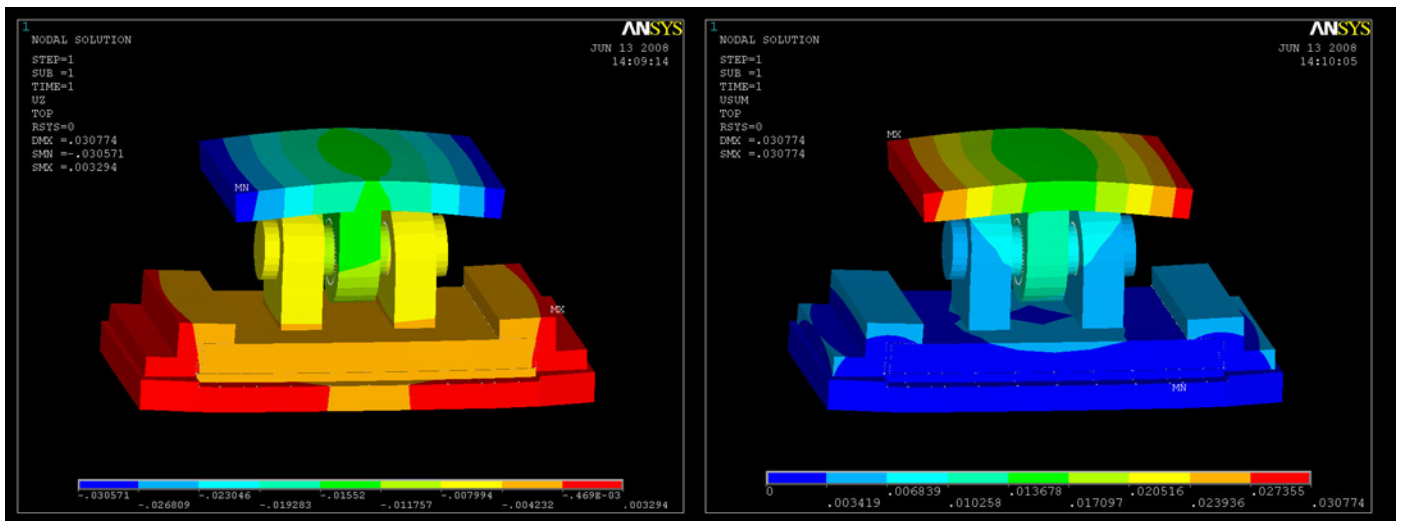 1
ANSYS
NODAL SOLUTION
JUN 13 2008
14:09:14
STEP=1
SUB =1
TIME=1
UZ
TOP
RSYS=0
DMX =.030774
SMN =-.030571
SMX =.003294
MN
MX
-.030571 -.023046 -.01552 -.007994 -.469E-03
-.026809 -.019283 -.011757 -.004232 .003294
1
ANSYS
NODAL SOLUTION
JUN 13 2008
14:10:05
STEP=1
SUB =1
TIME=1
USUM
TOP
RSYS=0
DMX =.030774
SMX =.030774
MX
MN
0 .006839 .013678 .020516 .027355
.003419 .010258 .017097 .023936 .030774